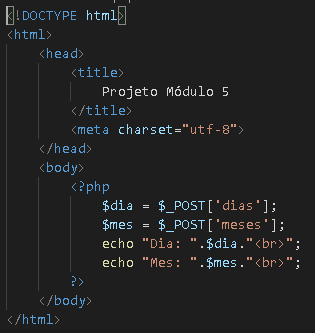 <!DOCTYPE html>
<html>
    <head>
        <title>
            Projeto Módulo 5
        </title>
        <meta charset="utf-8">
    </head>
    <body>
        <?php
            $dia = $_POST['dias'];
            $mes = $_POST['meses'];
            echo "Dia: ".$dia."<br>";
            echo "Mes: ".$mes."<br>";
        ?>
    </body>
</html>